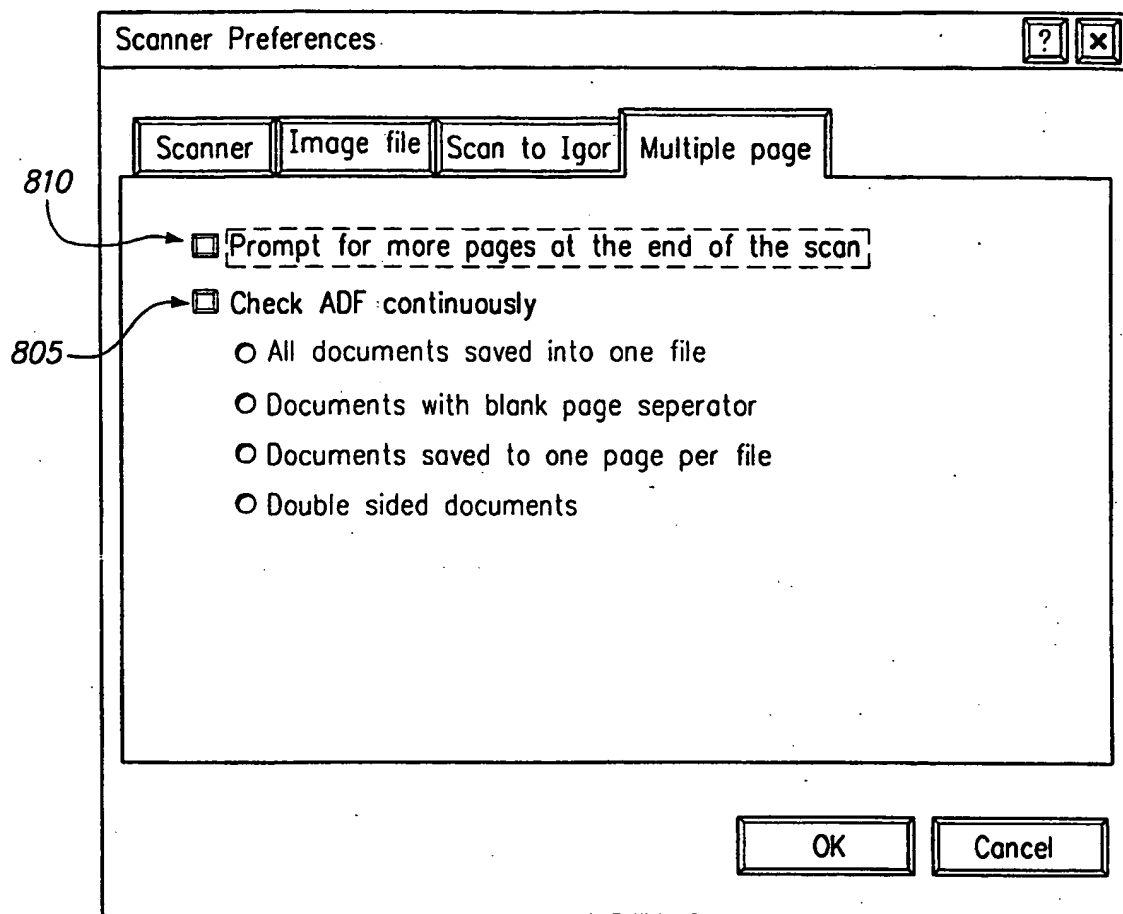 Scanner Preferences
? ×
Scanner Image file Scan to Igor Multiple page
810
Prompt for more pages at the end of the scan
Check ADF continuously
805
All documents saved into one file
Documents with blank page seperator
Documents saved to one page per file
Double sided documents
OK Cancel